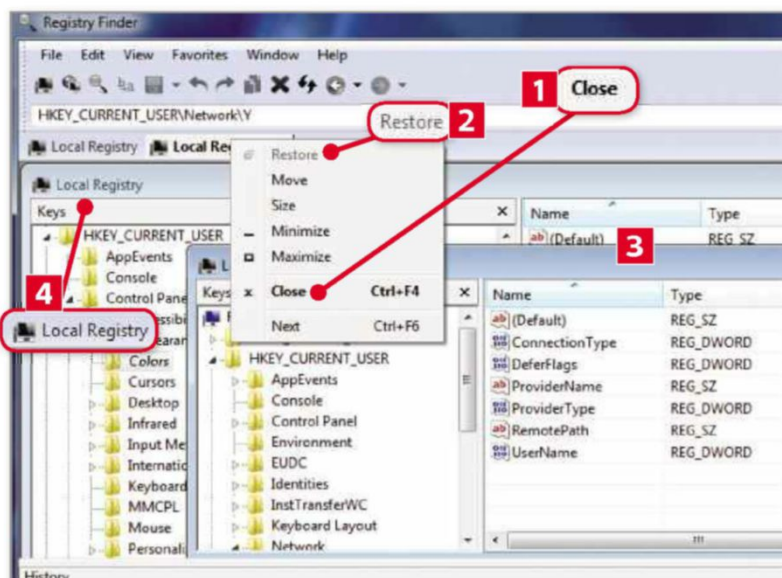 Registry Finder
File Edit View Favorites Window Help
HKEY_CURRENT_USER\Network\Y
1 Close
Restore 2
Local Registry Local Re
Restore
Move
Size
Minimize
Maximize
Close Ctrl+F4
Next Ctrl+F6
Local Registry
Keys
HKEY_CURRENT_USER
AppEvents
Console
Control Pane
4
Local Registry
Colors
Cursors
Desktop
Infrared
Input Me
Internatio
Keyboard
MMCPL
Mouse
Personali
Name Type
ab (Default) REG_SZ
3
L
Keys
HKEY_CURRENT_USER
AppEvents
Console
Control Panel
Environment
EUDC
Identities
InstTransferWC
Keyboard Layout
Network
Name Type
ab (Default) REG_SZ
ConnectionType REG_DWORD
DeferFlags REG_DWORD
ab ProviderName REG_SZ
ProviderType REG_DWORD
ab RemotePath REG_SZ
UserName REG_DWORD
History